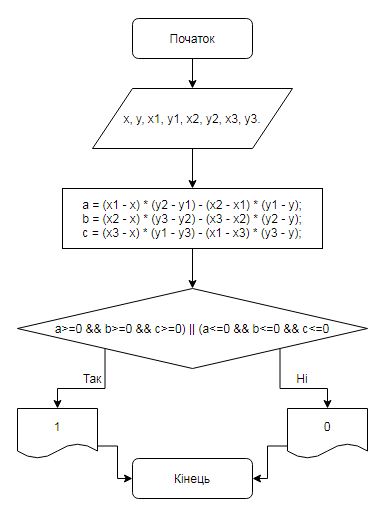 Початок
x, y, x1, y1, x2, y2, x3, y3.
a = (x1 - x) * (y2 - y1) - (x2 - x1) * (y1 - y);
b = (x2 - x) * (y3 - y2) - (x3 - x2) * (y2 - y);
c = (x3 - x) * (y1 - y3) - (x1 - x3) * (y3 - y);
a>=0 && b>=0 && c>=0) || (a<=0 && b<=0 && c<=0
Так
Ні
1
0
Кінець